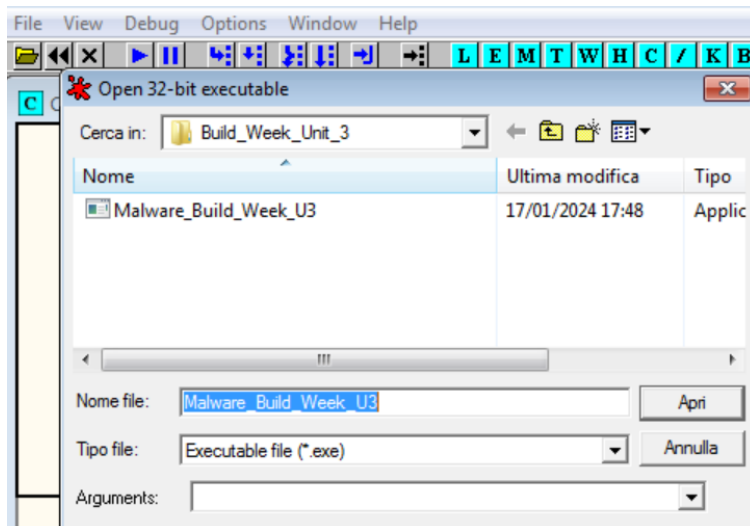 File View Debug Options Window Help
L E M T W H C / K B
C
Open 32-bit executable
Cerca in: Build_Week_Unit_3
Nome Ultima modifica Tipo
Malware_Build_Week_U3 17/01/2024 17:48 Applic
Nome file: Malware_Build_Week_U3 Apri
Tipo file: Executable file (*.exe) Annulla
Arguments: